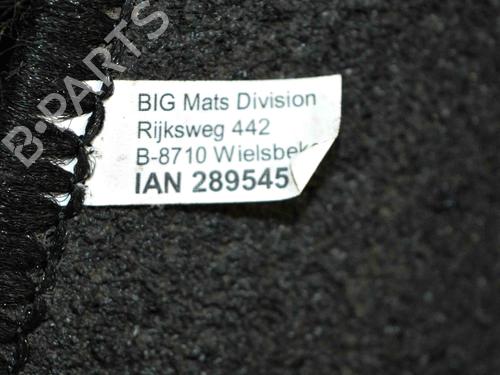 BIG Mats Division
Rijksweg 442
B-8710 Wielsbeke
IAN 289545
B-PARTS